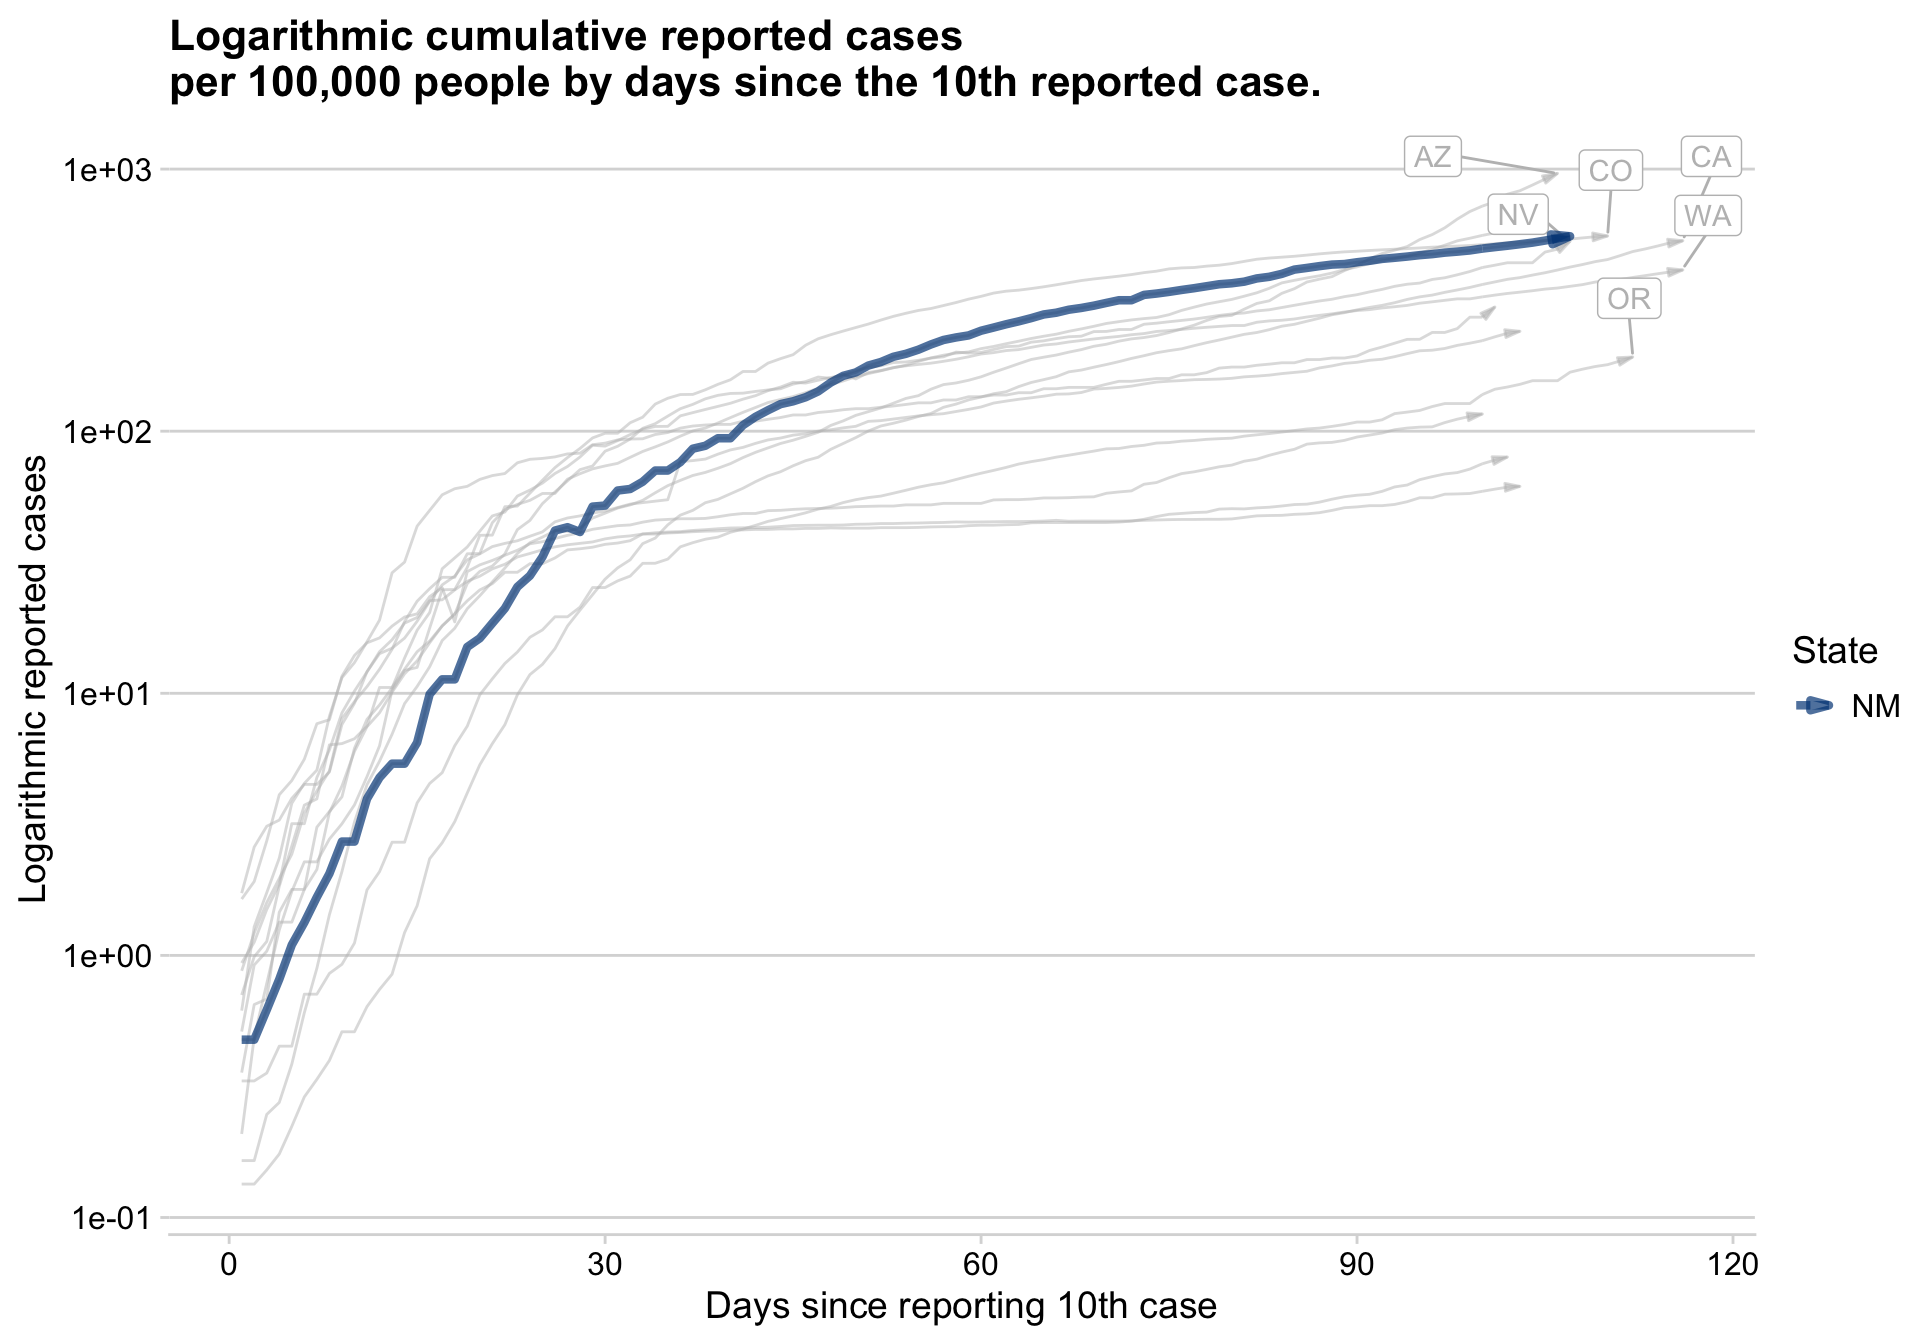 Logarithmic cumulative reported cases
per 100,000 people by days since the 10th reported case.
Logarithmic reported cases
1e+03
1e+02
1e+01
1e+00
1e-01
AZ
CO
CA
NV
WA
OR
State
NM
0
30
60
90
120
Days since reporting 10th case